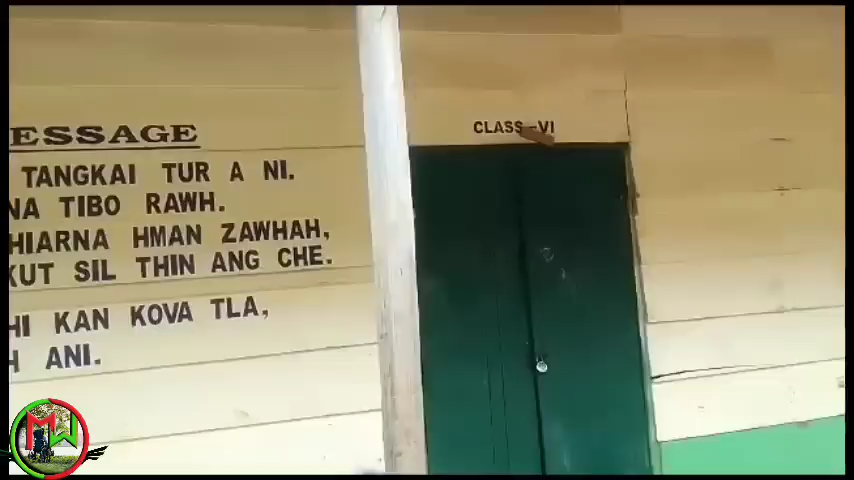 ESSAGE
TANGKAI TUR A NI.
NA TIBO RAWH.
HIARNA HMAN ZAWHAH,
KUT SIL THIN ANG CHE.
HI KAN KOVA TLA,
H ANI.
CLASS-VI
MW